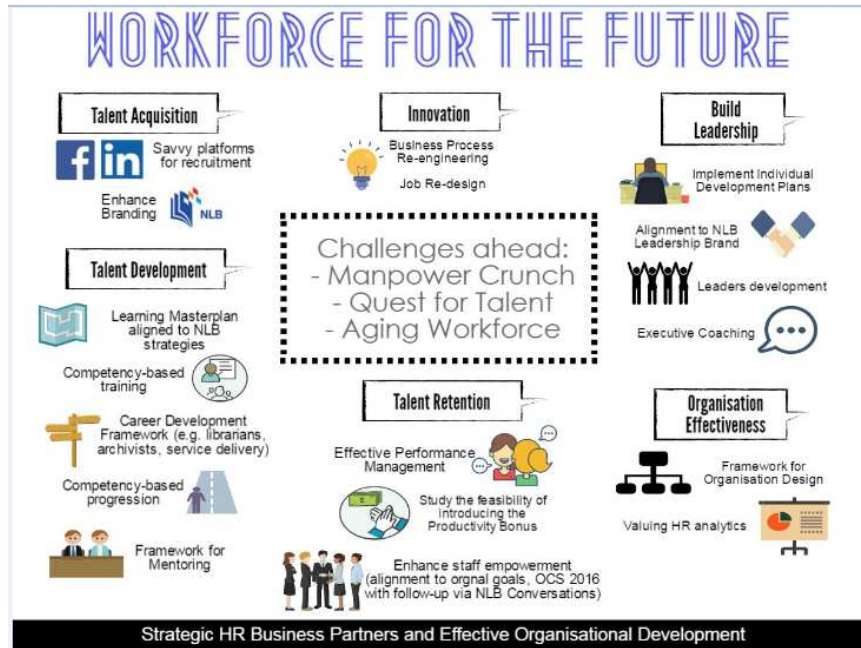 WORKFORCE FOR THE FUTURE
Talent Acquisition
Savvy platforms
for recruitment
Enhance
Branding
NLB
Talent Development
Learning Masterplan
aligned to NLB
strategies
Competency-based
training
Career Development
Framework (e.g. librarians,
archivists, service delivery)
Competency-based
progression
Framework for
Mentoring
Innovation
Business Process
Re-engineering
Job Re-design
Challenges ahead:
- Manpower Crunch
- Quest for Talent
- Aging Workforce
Talent Retention
Effective Performance
Management
Study the feasibility of
introducing the
Productivity Bonus
Enhance staff empowerment
(alignment to orgnal goals, OCS 2016
with follow-up via NLB Conversations)
Build
Leadership
Implement Individual
Development Plans
Alignment to NLB
Leadership Brand
Leaders development
Executive Coaching
Organisation
Effectiveness
Framework for
Organisation Design
Valuing HR analytics
Strategic HR Business Partners and Effective Organisational Development